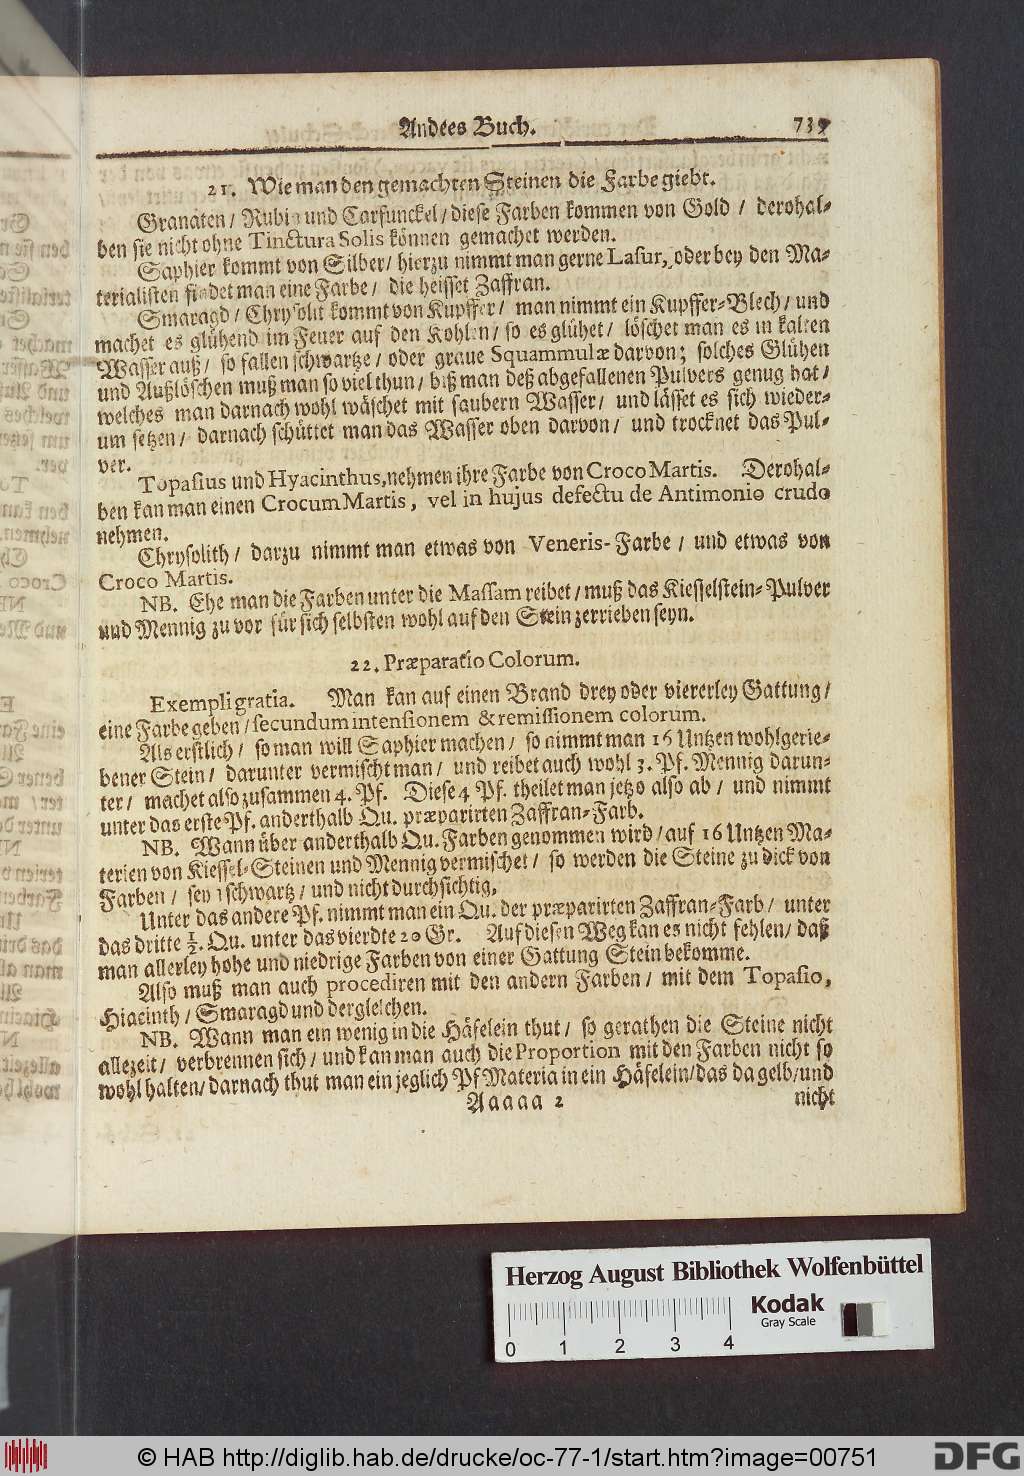 Anders Buch. 739
21. Wie man den gemachten Steinen die Farbe giebt.
Granaten / Rubin und Carfunckel / diese Farben kommen von Gold / derohal-
ben sie nicht ohne Tinctura Solis können gemachet werden.
Saphier kommt von Silber / hierzu nimmt man gerne Lasur, oder bey den Ma-
terialisten findet man eine Farbe / die heisset Zaffran.
Smaragd / Chrysolit kommt von Kupffer / man nimmt ein Kupffer-Blech / und
machet es glühend im Feuer auf den Kohlen / so es glühet / löschet man es in kalten
Wasser auß / so fallen schwartze / oder graue Squammulæ darvon; solches Glühen
und Außlöschen muß man so viel thun / biß man deß abgefallenen Pulvers genug hat /
welches man darnach wohl wäschet mit saubern Wasser / und lässet es sich wieder-
um setzen / darnach schüttet man das Wasser oben darvon / und trocknet das Pul-
ver.
Topasius und Hyacinthus, nehmen ihre Farbe von Croco Martis. Derohal-
ben kan man einen Crocum Martis, vel in hujus defectu de Antimonio crudo
nehmen.
Chrysolith / darzu nimmt man etwas von Veneris-Farbe / und etwas von
Croco Martis.
NB. Ehe man die Farben unter die Massam reibet / muß das Kieselstein-Pulver
und Mennig zu vor für sich selbsten wohl auf den Stein zerrieben seyn.
22. Præparatio Colorum.
Exempli gratia. Man kan auf einen Brand drey oder viererley Gattung /
eine Farbe geben / secundum intensionem & remissionem colorum.
Als erstlich / so man will Saphier machen / so nimmt man 16 Untzen wohlgerie-
bener Stein / darunter vermischt man / und reibet auch wohl 3. Pf. Mennig darun-
ter / machet also zusammen 4. Pf. Diese 4 Pf. theilet man jetzo also ab / und nimmt
unter das erste Pf. anderthalb Qu. præparirten Zaffran-Farb.
NB. Wann über anderthalb Qu. Farben genommen wird / auf 16 Untzen Ma-
terien von Kiessel-Steinen und Mennig vermischet / so werden die Steine zu dick von
Farben / seyn schwartz / und nicht durchsichtig.
Unter das andere Pf. nimmt man ein Qu. der præparirten Zaffran-Farb / unter
das dritte ½. Qu. unter das vierdte 20 Gr. Auf diesen Weg kan es nicht fehlen / daß
man allerley hohe und niedrige Farben von einer Gattung Stein bekomme.
Also muß man auch procediren mit den andern Farben / mit dem Topasio,
Hiacinth / Smaragd und dergleichen.
NB. Wann man ein wenig in die Häfelein thut / so gerathen die Steine nicht
allezeit / verbrennen sich / und kan man auch die Proportion mit den Farben nicht so
wohl halten / darnach thut man ein jeglich Pf Materia in ein Häfelein / das da gelb / und
Aaaaa 2 nicht
Herzog August Bibliothek Wolfenbüttel
Kodak
Gray Scale
0 1 2 3 4
© HAB http://diglib.hab.de/drucke/oc-77-1/start.htm?image=00751
DFG